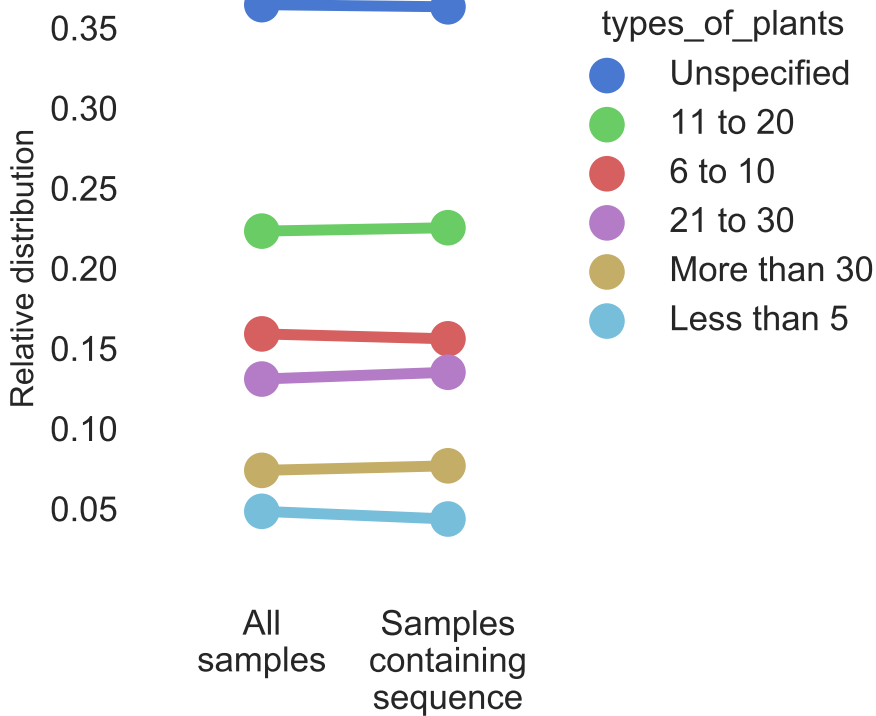 0.35
0.30
0.25
0.20
0.15
0.10
0.05
Relative distribution
All
samples
Samples
containing
sequence
types_of_plants
Unspecified
11 to 20
6 to 10
21 to 30
More than 30
Less than 5